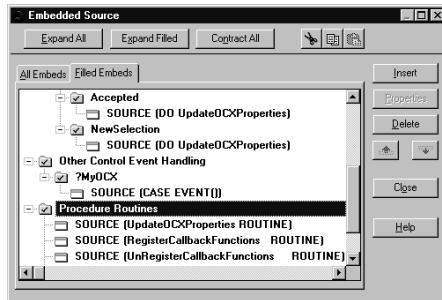 Embedded Source
Expand All Expand Filled Contract All
All Embeds Filled Embeds
Insert
Properties
Delete
Close
Help
Accepted
SOURCE (DO UpdateOCXProperties)
NewSelection
SOURCE (DO UpdateOCXProperties)
Other Control Event Handling
?MyOCX
SOURCE (CASE EVENT())
Procedure Routines
SOURCE (UpdateOCXProperties ROUTINE)
SOURCE (RegisterCallbackFunctions ROUTINE)
SOURCE (UnRegisterCallbackFunctions ROUTINE)